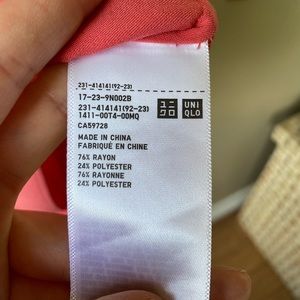 231-414141(92-23)
17-23-9N002B
231-414141(92-23)
1411-00T4-00MQ
CA59728
ユニ
クロ
UNI
QLO
MADE IN CHINA
FABRIQUÉ EN CHINE
76% RAYON
24% POLYESTER
76% RAYONNE
24% POLYESTER